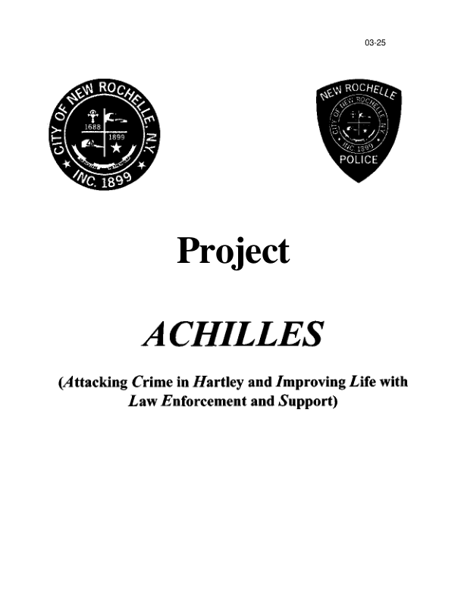 03-25
CITY OF NEW ROCHELLE, N.Y.
1688
1899
INC. 1899
NEW ROCHELLE
CITY OF NEW ROCHELLE, N.Y.
INC. 1899
POLICE
Project
ACHILLES
(Attacking Crime in Hartley and Improving Life with
Law Enforcement and Support)